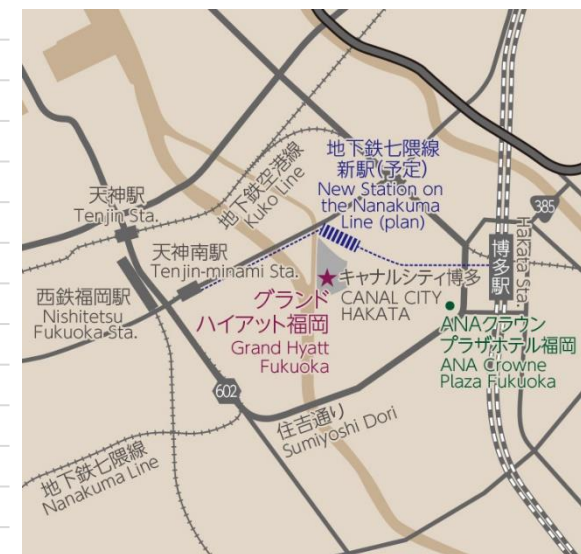 地下鉄七隈線
新駅(予定)
New Station on
the Nanakuma
Line (plan)
地下鉄空港線
Kuko Line
天神駅
Tenjin Sta.
385
天神南駅
Tenjin-minami Sta.
博多駅
Hakata Sta.
西鉄福岡駅
Nishitetsu
Fukuoka Sta.
キャナルシティ博多
CANAL CITY
HAKATA
グランド
ハイアット福岡
Grand Hyatt
Fukuoka
ANAクラウン
プラザホテル福岡
ANA Crowne
Plaza Fukuoka
602
住吉通り
Sumiyoshi Dori
地下鉄七隈線
Nanakuma Line